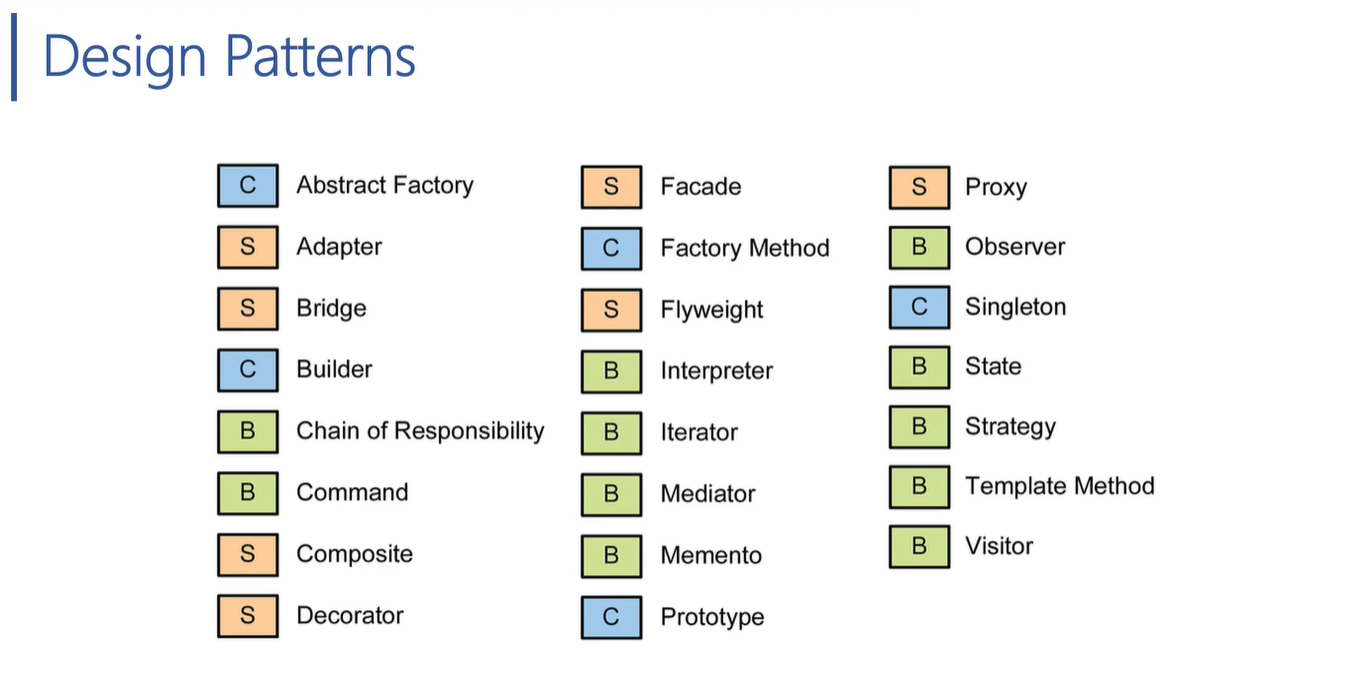 Design Patterns
C Abstract Factory
S Adapter
S Bridge
C Builder
B Chain of Responsibility
B Command
S Composite
S Decorator
S Facade
C Factory Method
S Flyweight
B Interpreter
B Iterator
B Mediator
B Memento
C Prototype
S Proxy
B Observer
C Singleton
B State
B Strategy
B Template Method
B Visitor